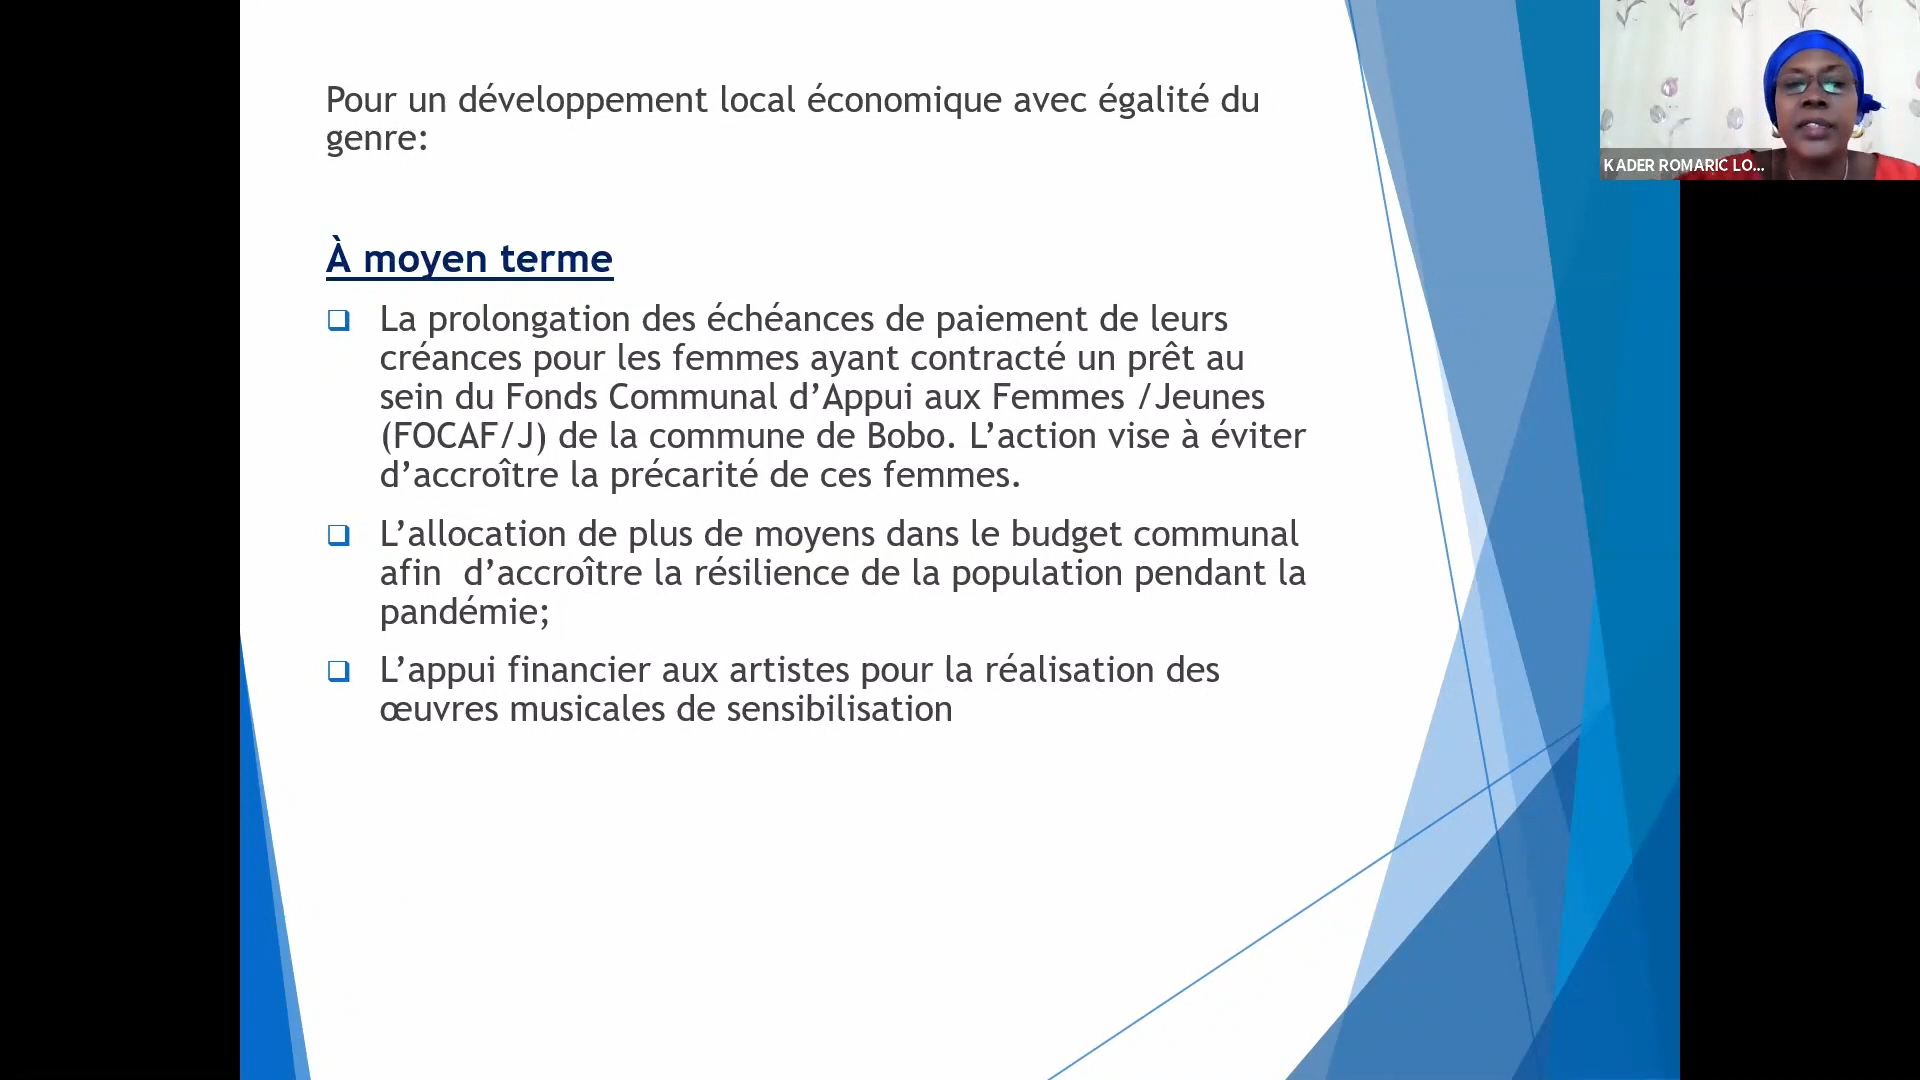 Pour un développement local économique avec égalité du
genre:
À moyen terme
La prolongation des échéances de paiement de leurs
créances pour les femmes ayant contracté un prêt au
sein du Fonds Communal d’Appui aux Femmes /Jeunes
(FOCAF/J) de la commune de Bobo. L’action vise à éviter
d’accroître la précarité de ces femmes.
L’allocation de plus de moyens dans le budget communal
afin  d’accroître la résilience de la population pendant la
pandémie;
L’appui financier aux artistes pour la réalisation des
œuvres musicales de sensibilisation
KADER ROMARIC LO...